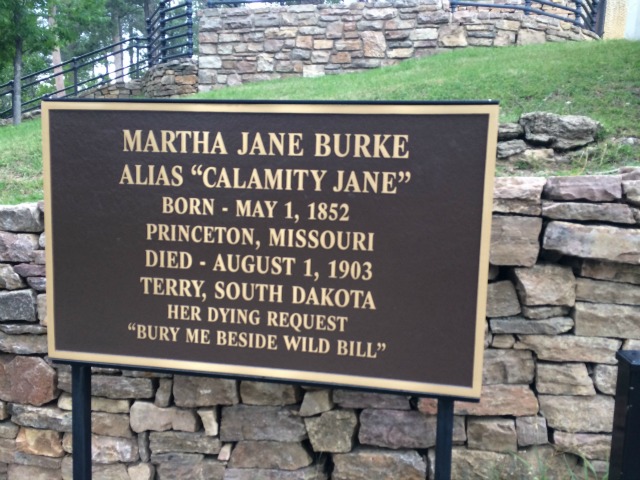 MARTHA JANE BURKE
ALIAS "CALAMITY JANE"
BORN - MAY 1, 1852
PRINCETON, MISSOURI
DIED - AUGUST 1, 1903
TERRY, SOUTH DAKOTA
HER DYING REQUEST
"BURY ME BESIDE WILD BILL"